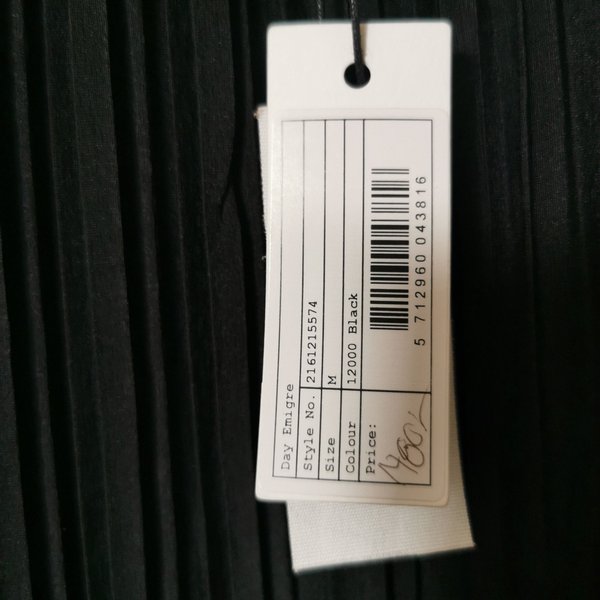 Day Emigre
Style No. 2161215574
Size M
Colour 12000 Black
Price:
5 712960 043816